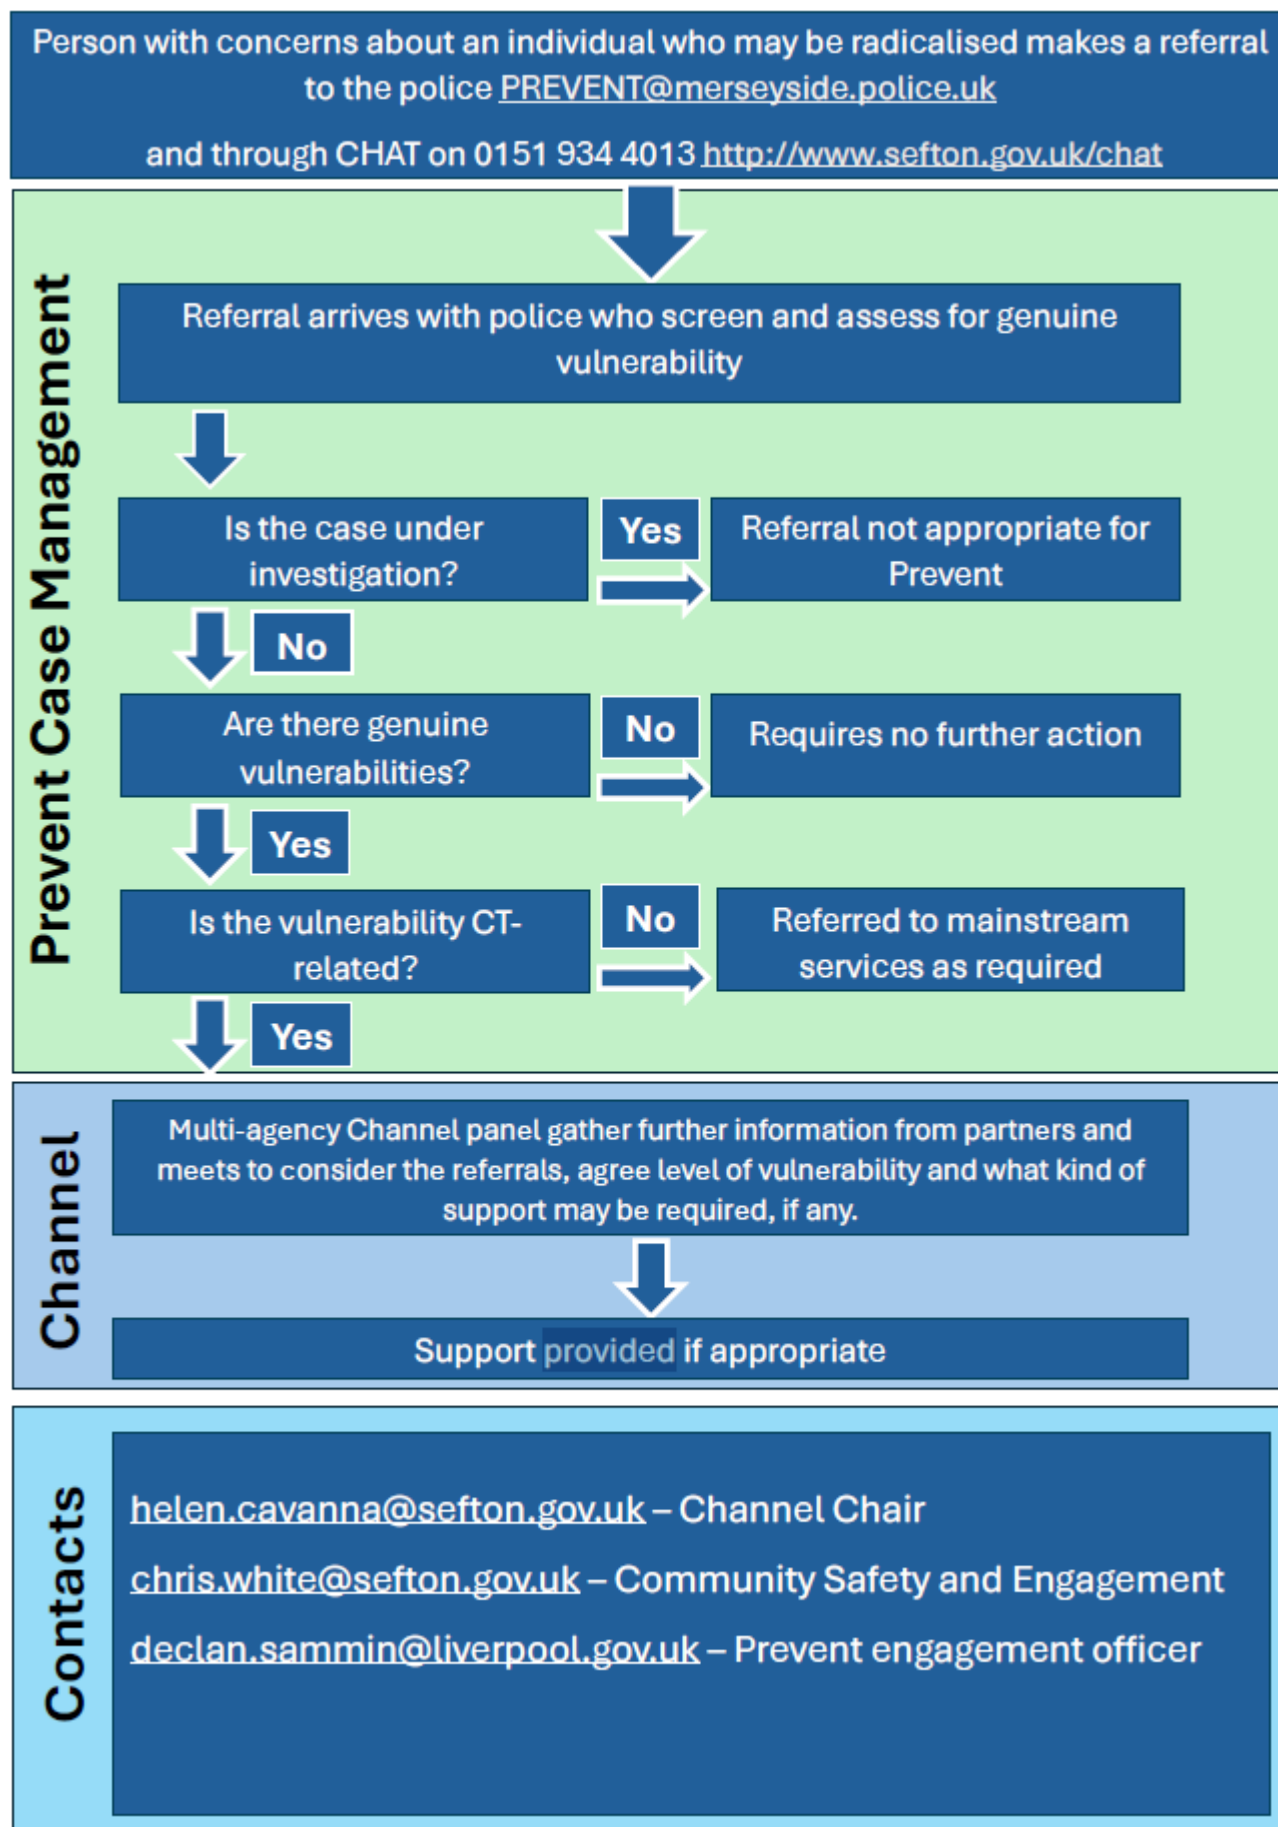 Person with concerns about an individual who may be radicalised makes a referral
to the police PREVENT@merseyside.police.uk
and through CHAT on 0151 934 4013 http://www.sefton.gov.uk/chat
Prevent Case Management
Referral arrives with police who screen and assess for genuine
vulnerability
Is the case under
investigation?
Yes
Referral not appropriate for
Prevent
No
Are there genuine
vulnerabilities?
No
Requires no further action
Yes
Is the vulnerability CT-
related?
No
Referred to mainstream
services as required
Yes
Channel
Multi-agency Channel panel gather further information from partners and
meets to consider the referrals, agree level of vulnerability and what kind of
support may be required, if any.
Support provided if appropriate
Contacts
helen.cavanna@sefton.gov.uk – Channel Chair
chris.white@sefton.gov.uk – Community Safety and Engagement
declan.sammin@liverpool.gov.uk – Prevent engagement officer